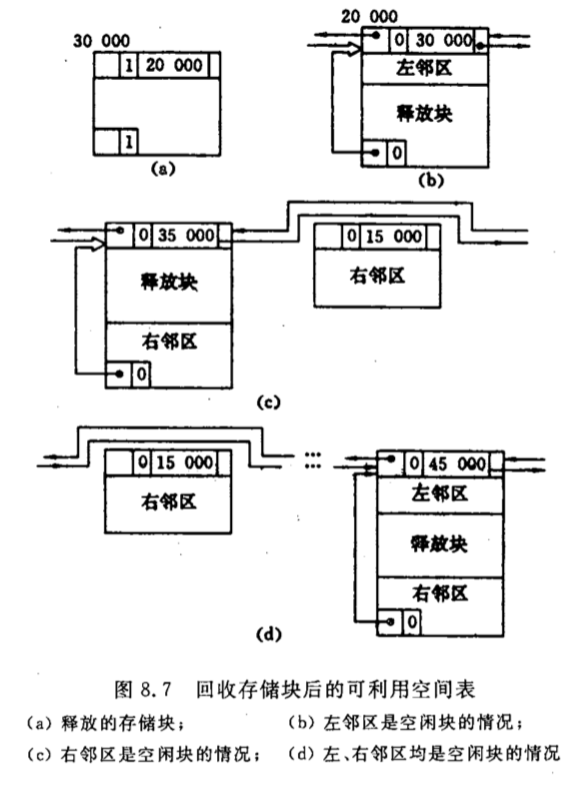 30 000
1 20 000
1
(a)
20 000
0 30 000
左邻区
释放块
0
(b)
0 35 000
释放块
右邻区
0
0 15 000
右邻区
(c)
0 15 000
右邻区
···
0 45 000
左邻区
释放块
右邻区
0
(d)
图 8.7 回收存储块后的可利用空间表
(a) 释放的存储块; (b) 左邻区是空闲块的情况;
(c) 右邻区是空闲块的情况; (d) 左、右邻区均是空闲块的情况